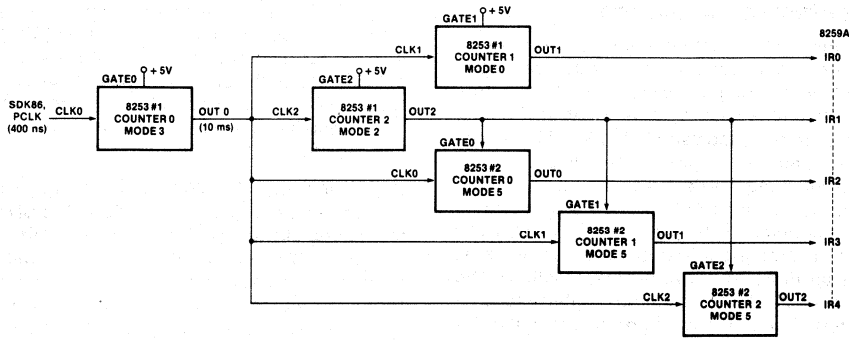 GATE1
+5V
8259A
8253 #1
COUNTER 1
MODE 0
CLK1
OUT1
IR0
GATE0
+5V
GATE2
+5V
SDK86,
PCLK
(400 ns)
CLK0
8253 #1
COUNTER 0
MODE 3
OUT 0
(10 ms)
CLK2
8253 #1
COUNTER 2
MODE 2
OUT2
IR1
GATE0
CLK0
8253 #2
COUNTER 0
MODE 5
OUT0
IR2
GATE1
CLK1
8253 #2
COUNTER 1
MODE 5
OUT1
IR3
GATE2
CLK2
8253 #2
COUNTER 2
MODE 5
OUT2
IR4